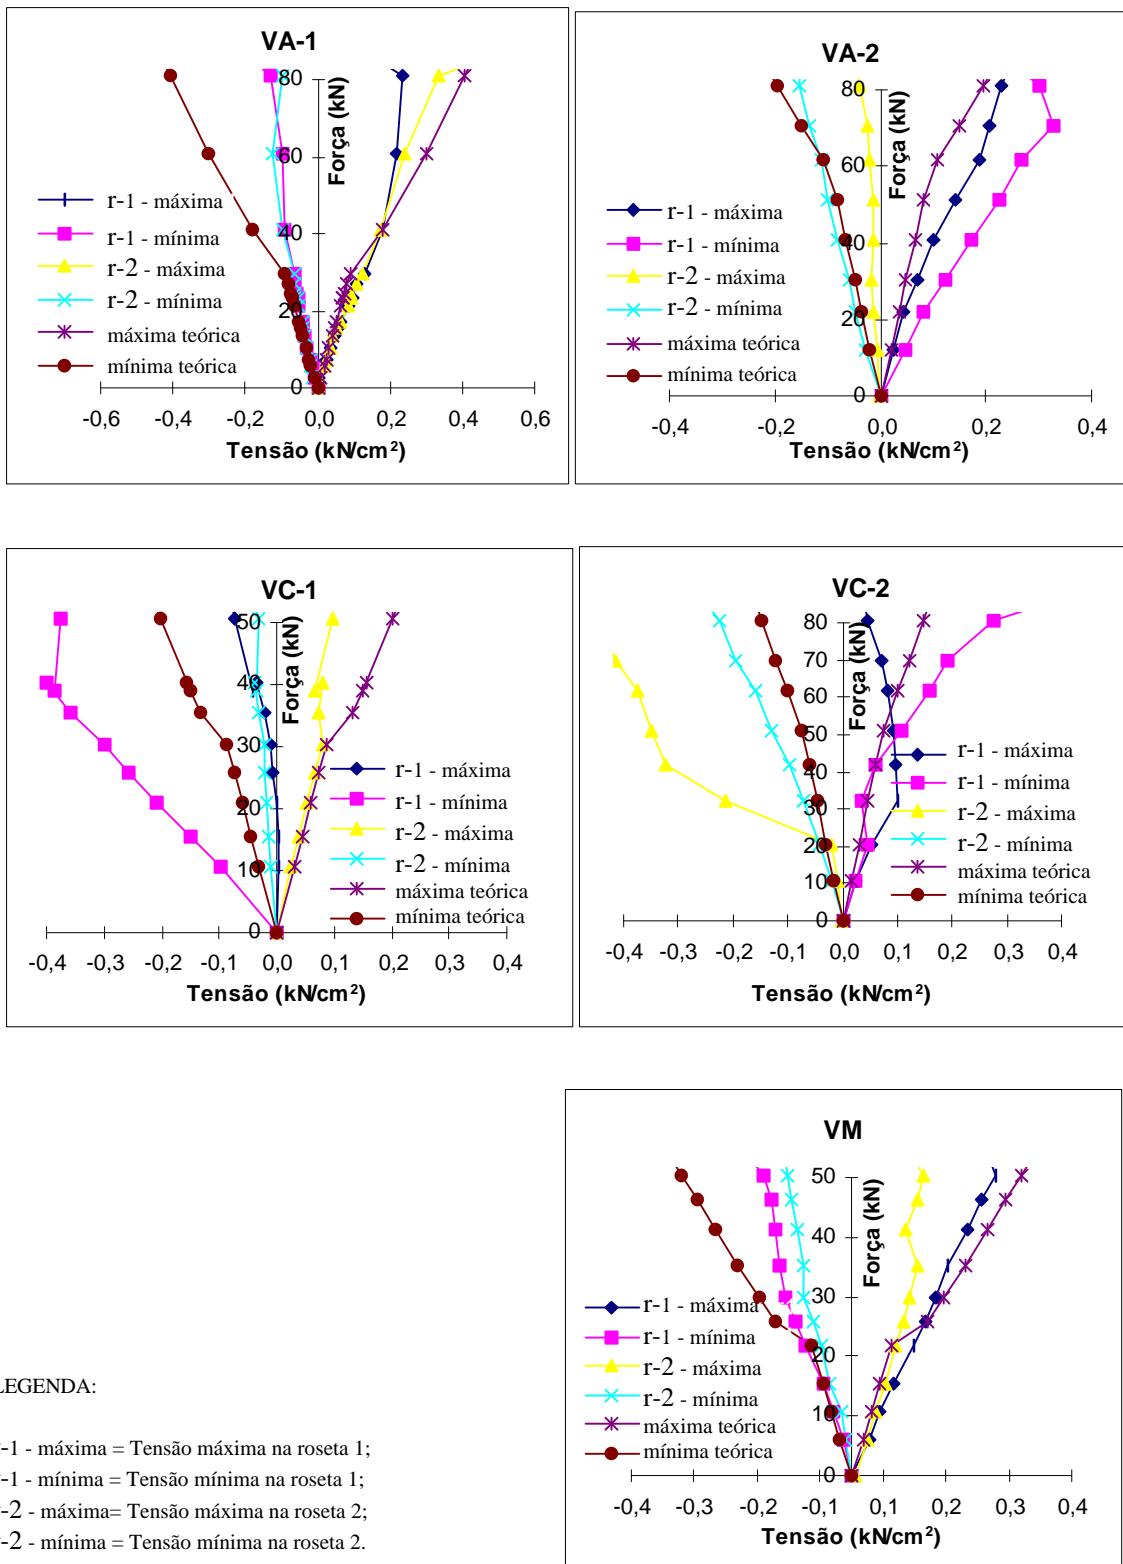 VA-1
Força (kN)
80
60
40
20
0
-0,6
-0,4
-0,2
0,0
0,2
0,4
0,6
Tensão (kN/cm²)
r-1 - máxima
r-1 - mínima
r-2 - máxima
r-2 - mínima
máxima teórica
mínima teórica
VA-2
Força (kN)
80
60
40
20
0
-0,4
-0,2
0,0
0,2
0,4
Tensão (kN/cm²)
r-1 - máxima
r-1 - mínima
r-2 - máxima
r-2 - mínima
máxima teórica
mínima teórica
VC-1
Força (kN)
50
40
30
20
10
0
-0,4
-0,2
-0,1
0,0
0,1
0,2
0,4
Tensão (kN/cm²)
r-1 - máxima
r-1 - mínima
r-2 - máxima
r-2 - mínima
máxima teórica
mínima teórica
VC-2
Força (kN)
80
70
60
50
40
30
20
10
0
-0,4
-0,3
-0,2
-0,1
0,0
0,1
0,2
0,3
0,4
Tensão (kN/cm²)
r-1 - máxima
r-1 - mínima
r-2 - máxima
r-2 - mínima
máxima teórica
mínima teórica
VM
Força (kN)
50
40
30
20
10
0
-0,4
-0,3
-0,2
-0,1
0,1
0,2
0,3
0,4
Tensão (kN/cm²)
r-1 - máxima
r-1 - mínima
r-2 - máxima
r-2 - mínima
máxima teórica
mínima teórica
LEGENDA:
r-1 - máxima = Tensão máxima na roseta 1;
r-1 - mínima = Tensão mínima na roseta 1;
r-2 - máxima= Tensão máxima na roseta 2;
r-2 - mínima = Tensão mínima na roseta 2.